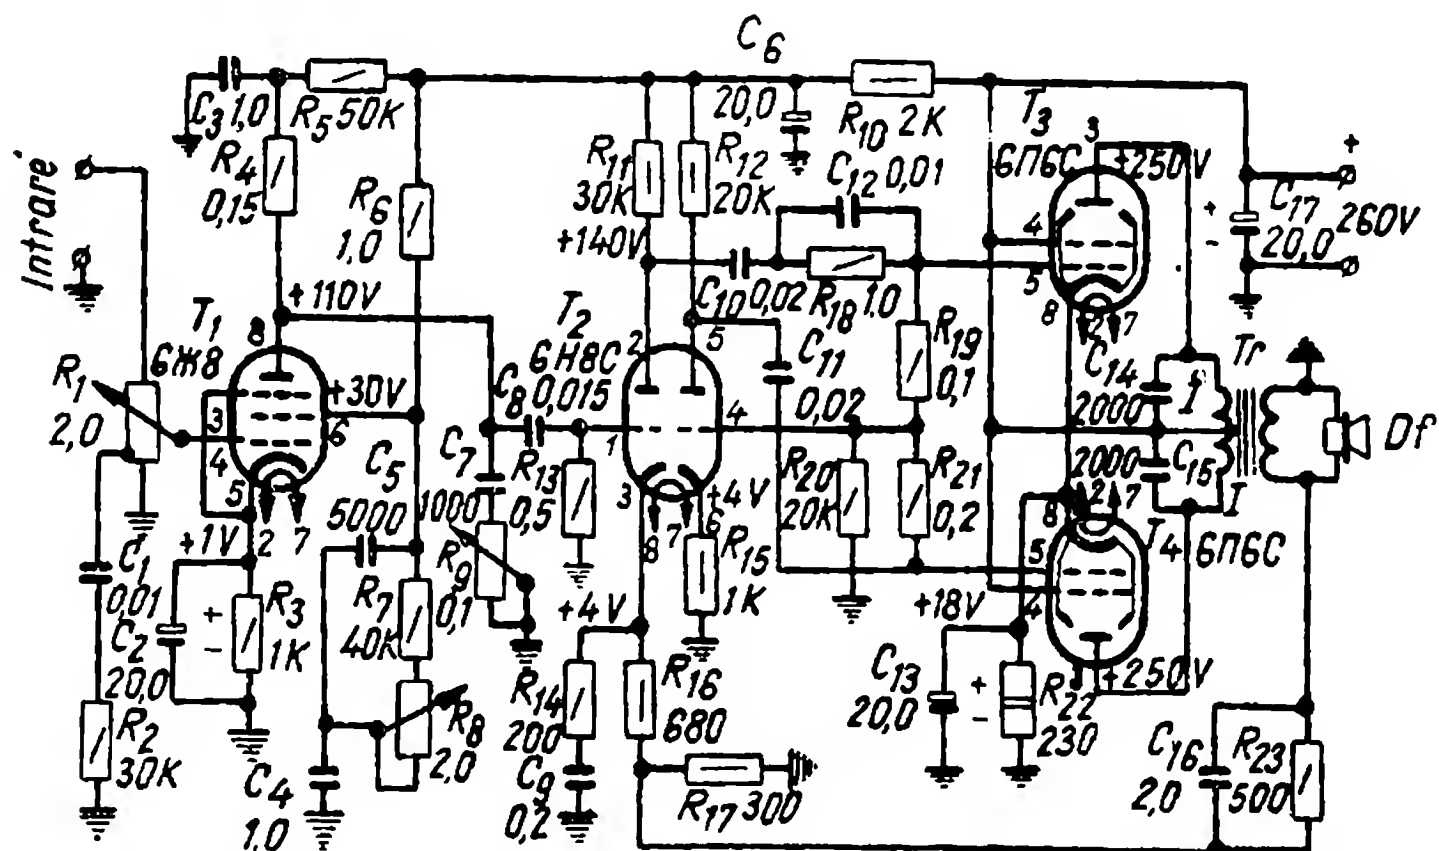 Intrare
C3 1,0
R5 50K
R4
0,15
R6
1,0
C6
20,0
R10 2K
R11
30K
R12
20K
+140V
C12 0,01
C10 0,02
R18 1,0
T3
6П6С
3
+250V
4
5
8
2
7
+
-
C17
20,0
+
260V
+110V
T1
6Ж8
8
3
4
5
2
7
6
+30V
R1
2,0
+1V
C1
0,01
C2
20,0
+
-
R3
1K
R2
30K
C5
5000
R7
40K
R8
2,0
C4
1,0
C7
1000
R9
0,1
C8
0,015
T2
6Н8С
2
5
1
4
3
8
7
6
+4V
R13
0,5
R15
1K
+4V
R14
200
C9
0,2
R16
680
R17 300
C11
0,02
R19
0,1
R20
20K
R21
0,2
C14
2000
I
2000
C15
I
Tr
Df
8
2
7
5
4
T4 6П6С
+18V
+250V
C13
20,0
+
-
R22
230
C16
2,0
R23
500